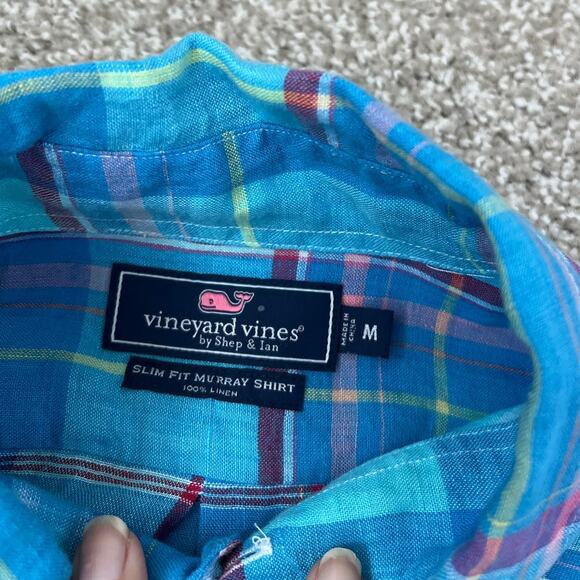 vineyard vines®
by Shep & Ian
MADE IN
CHINA
M
SLIM FIT MURRAY SHIRT
100% LINEN